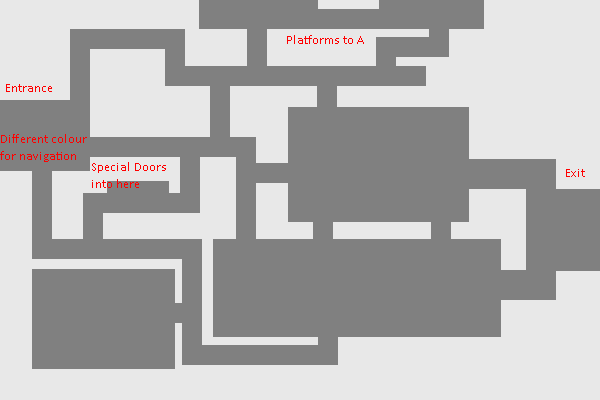 Platforms to A
Entrance
Different colour
for navigation
Special Doors
into here
Exit